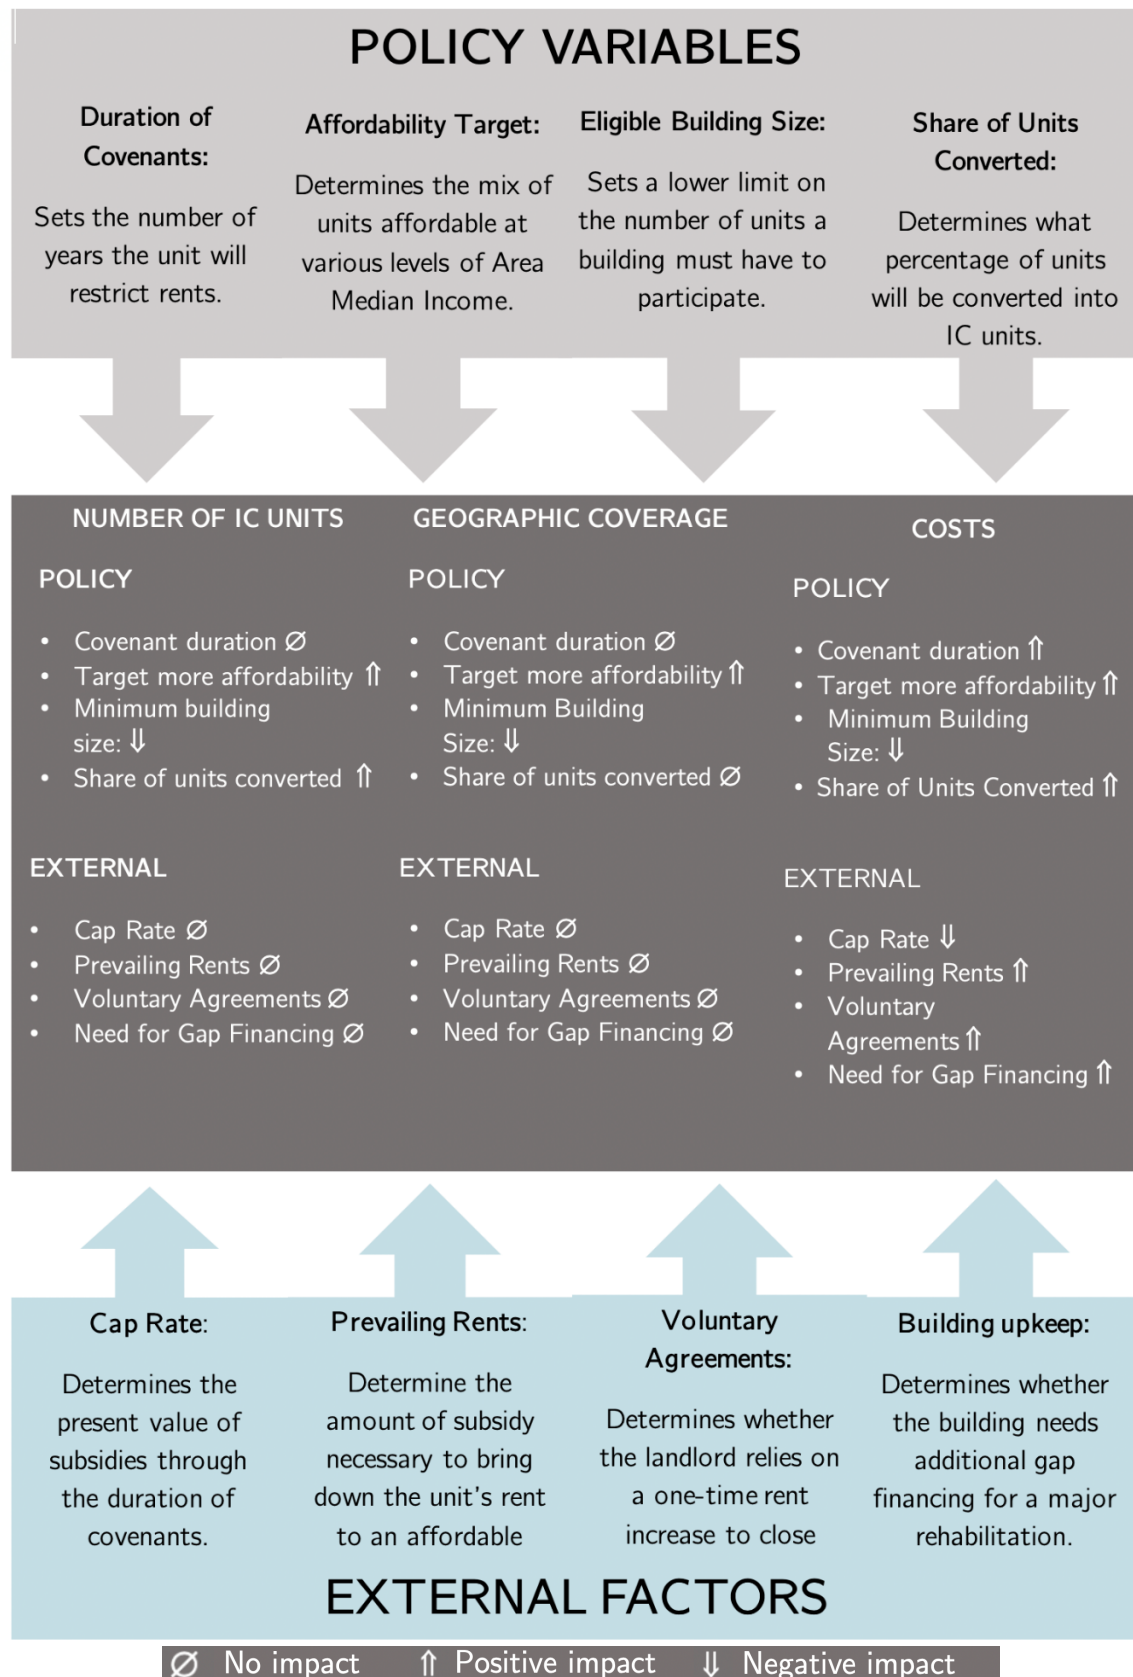 POLICY VARIABLES
Duration of
Covenants:
Sets the number of
years the unit will
restrict rents.
Affordability Target:
Determines the mix of
units affordable at
various levels of Area
Median Income.
Eligible Building Size:
Sets a lower limit on
the number of units a
building must have to
participate.
Share of Units
Converted:
Determines what
percentage of units
will be converted into
IC units.
NUMBER OF IC UNITS
POLICY
• Covenant duration ∅
• Target more affordability ⇑
• Minimum building
size: ⇓
• Share of units converted ⇑
EXTERNAL
• Cap Rate ∅
• Prevailing Rents ∅
• Voluntary Agreements ∅
• Need for Gap Financing ∅
GEOGRAPHIC COVERAGE
POLICY
• Covenant duration ∅
• Target more affordability ⇑
• Minimum Building
Size: ⇓
• Share of units converted ∅
EXTERNAL
• Cap Rate ∅
• Prevailing Rents ∅
• Voluntary Agreements ∅
• Need for Gap Financing ∅
COSTS
POLICY
• Covenant duration ⇑
• Target more affordability ⇑
• Minimum Building
Size: ⇓
• Share of Units Converted ⇑
EXTERNAL
• Cap Rate ⇓
• Prevailing Rents ⇑
• Voluntary
Agreements ⇑
• Need for Gap Financing ⇑
Cap Rate:
Determines the
present value of
subsidies through
the duration of
covenants.
Prevailing Rents:
Determine the
amount of subsidy
necessary to bring
down the unit's rent
to an affordable
Voluntary
Agreements:
Determines whether
the landlord relies on
a one-time rent
increase to close
Building upkeep:
Determines whether
the building needs
additional gap
financing for a major
rehabilitation.
EXTERNAL FACTORS
∅ No impact ⇑ Positive impact ⇓ Negative impact